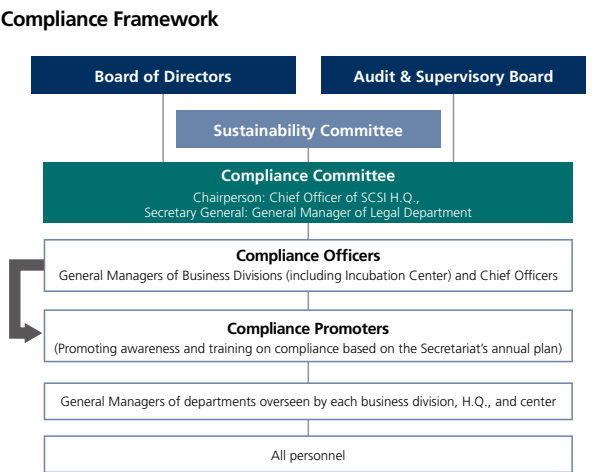 Compliance Framework
Board of Directors
Audit & Supervisory Board
Sustainability Committee
Compliance Committee
Chairperson: Chief Officer of SCSI H.Q.,
Secretary General: General Manager of Legal Department
Compliance Officers
General Managers of Business Divisions (including Incubation Center) and Chief Officers
Compliance Promoters
(Promoting awareness and training on compliance based on the Secretariat's annual plan)
General Managers of departments overseen by each business division, H.Q., and center
All personnel